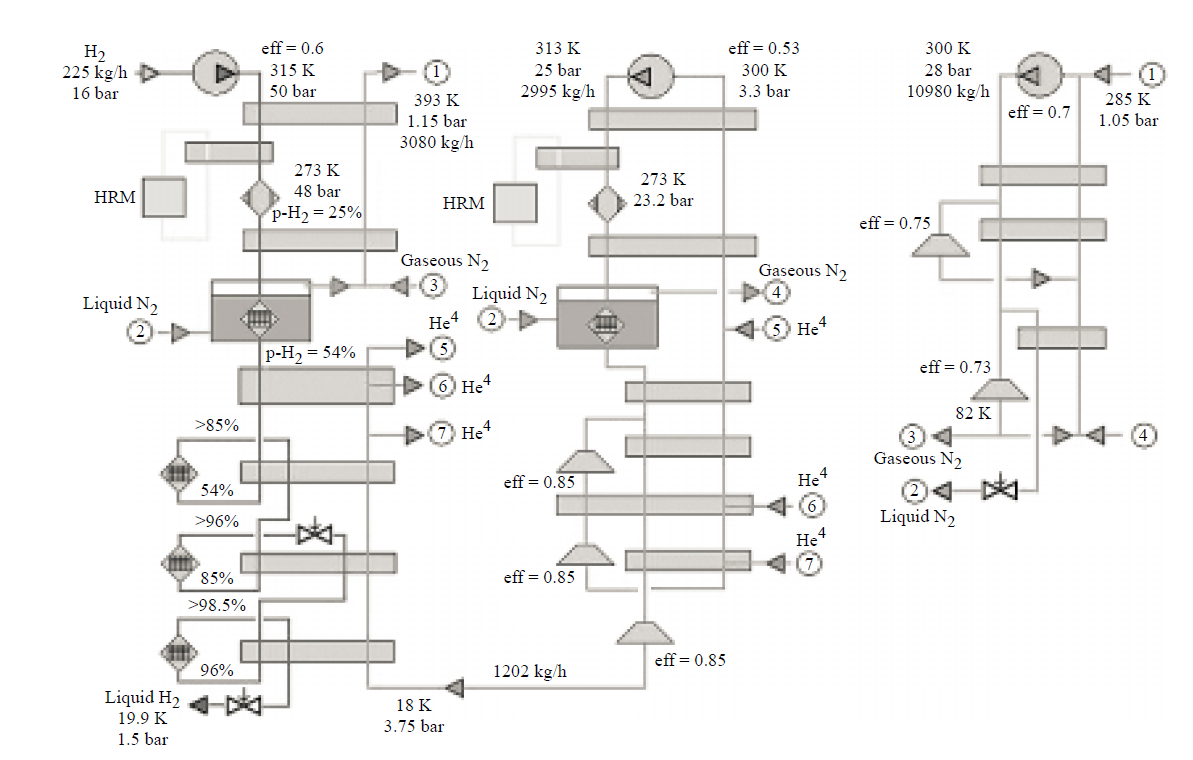 H2
225 kg/h
16 bar
eff = 0.6
315 K
50 bar
1
393 K
1.15 bar
3080 kg/h
HRM
273 K
48 bar
p-H2 = 25%
Gaseous N2
3
Liquid N2
2
p-H2 = 54%
He4
5
6 He4
7 He4
>85%
54%
>96%
85%
>98.5%
96%
Liquid H2
19.9 K
1.5 bar
18 K
3.75 bar
1202 kg/h
313 K
25 bar
2995 kg/h
eff = 0.53
300 K
3.3 bar
HRM
273 K
23.2 bar
Liquid N2
2
Gaseous N2
4
5 He4
eff = 0.85
He4
6
He4
7
eff = 0.85
eff = 0.85
300 K
28 bar
10980 kg/h
eff = 0.7
1
285 K
1.05 bar
eff = 0.75
eff = 0.73
82 K
3
Gaseous N2
4
2
Liquid N2